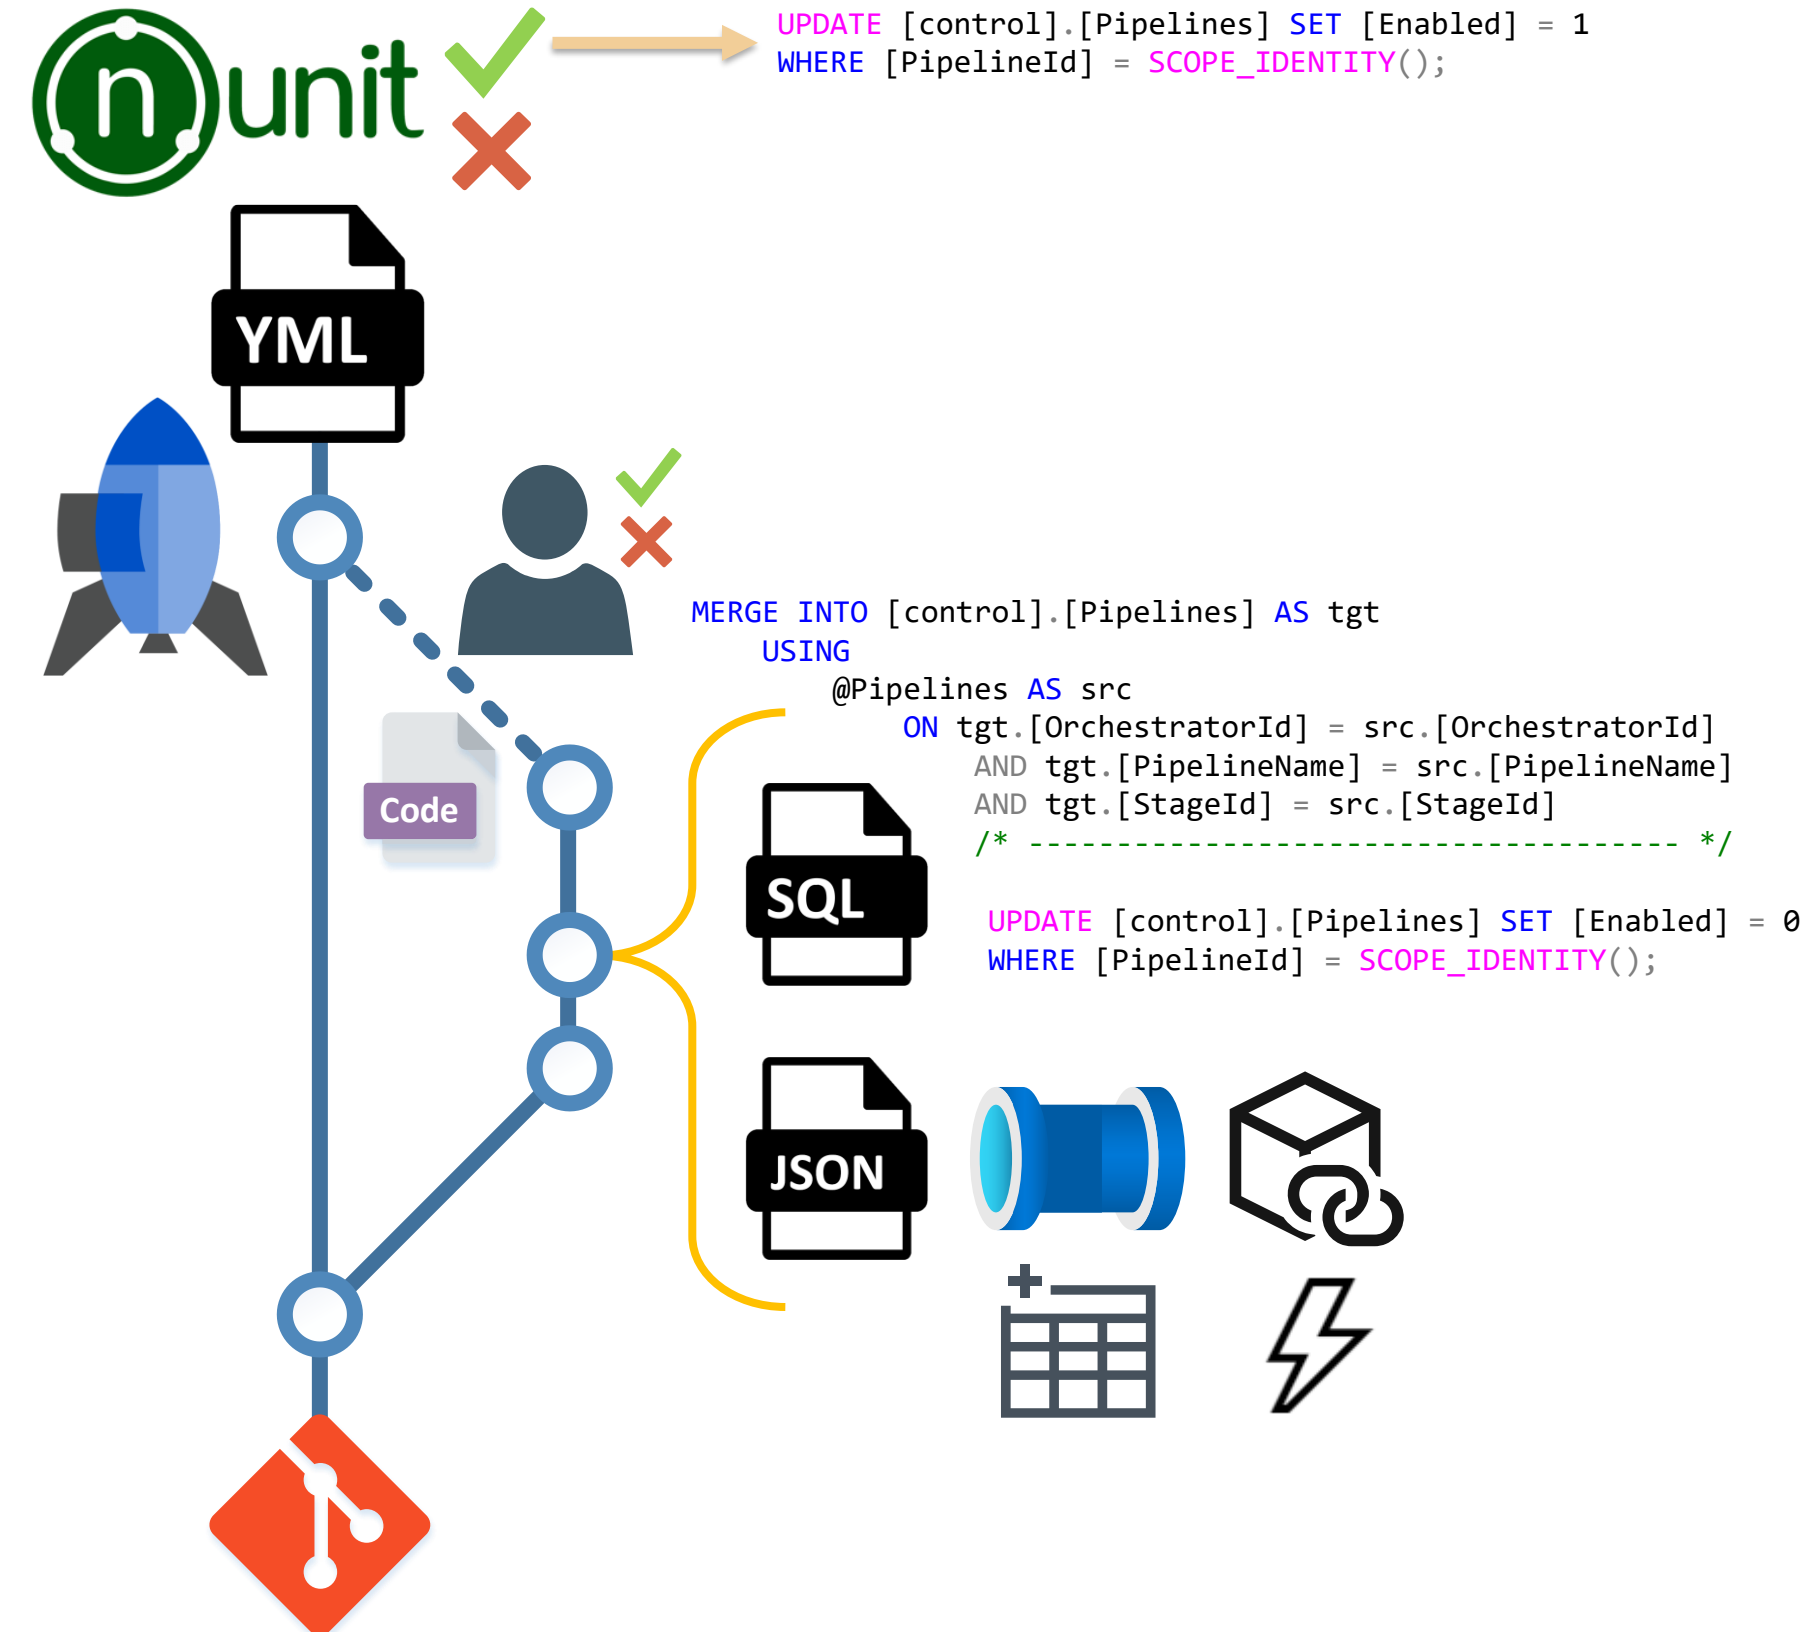 nunit
UPDATE [control].[Pipelines] SET [Enabled] = 1
WHERE [PipelineId] = SCOPE_IDENTITY();
YML
MERGE INTO [control].[Pipelines] AS tgt
USING
@Pipelines AS src
ON tgt.[OrchestratorId] = src.[OrchestratorId]
AND tgt.[PipelineName] = src.[PipelineName]
AND tgt.[StageId] = src.[StageId]
/* ------------------------------------- */
Code
SQL
UPDATE [control].[Pipelines] SET [Enabled] = 0
WHERE [PipelineId] = SCOPE_IDENTITY();
JSON